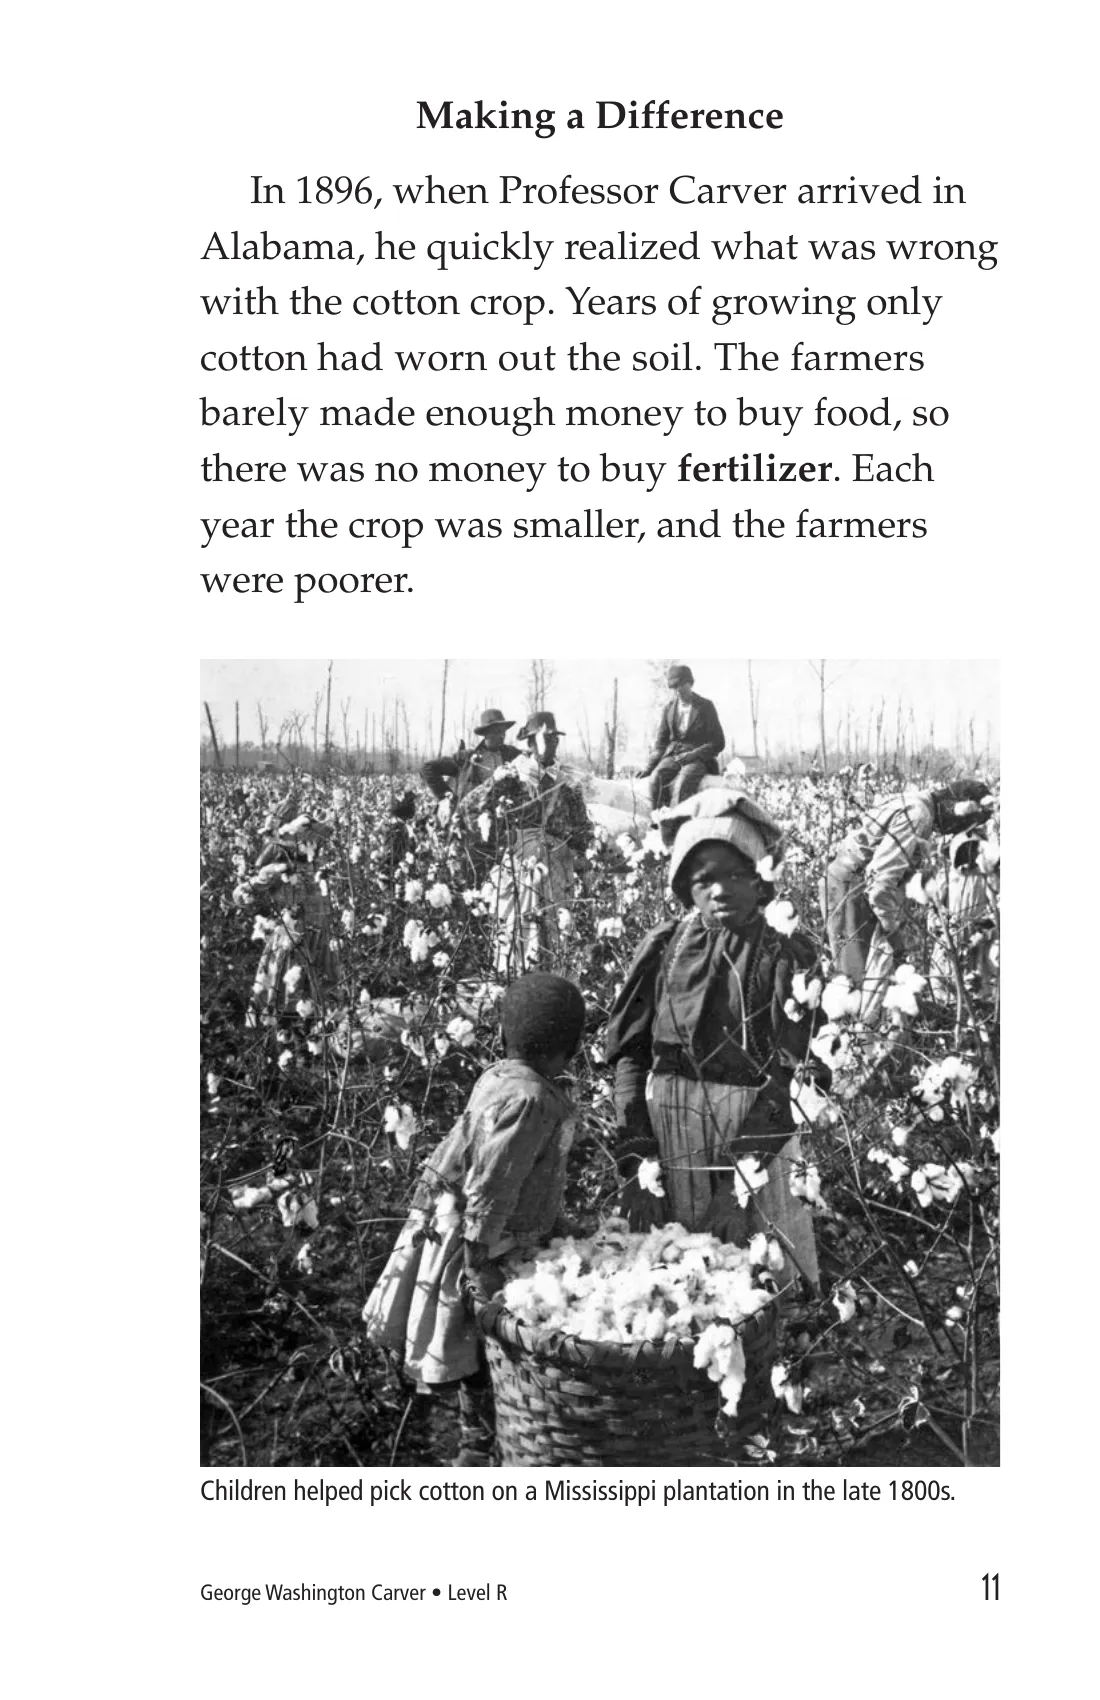 Making a Difference
In 1896, when Professor Carver arrived in
Alabama, he quickly realized what was wrong
with the cotton crop. Years of growing only
cotton had worn out the soil. The farmers
barely made enough money to buy food, so
there was no money to buy fertilizer. Each
year the crop was smaller, and the farmers
were poorer.
Children helped pick cotton on a Mississippi plantation in the late 1800s.
George Washington Carver • Level R
11